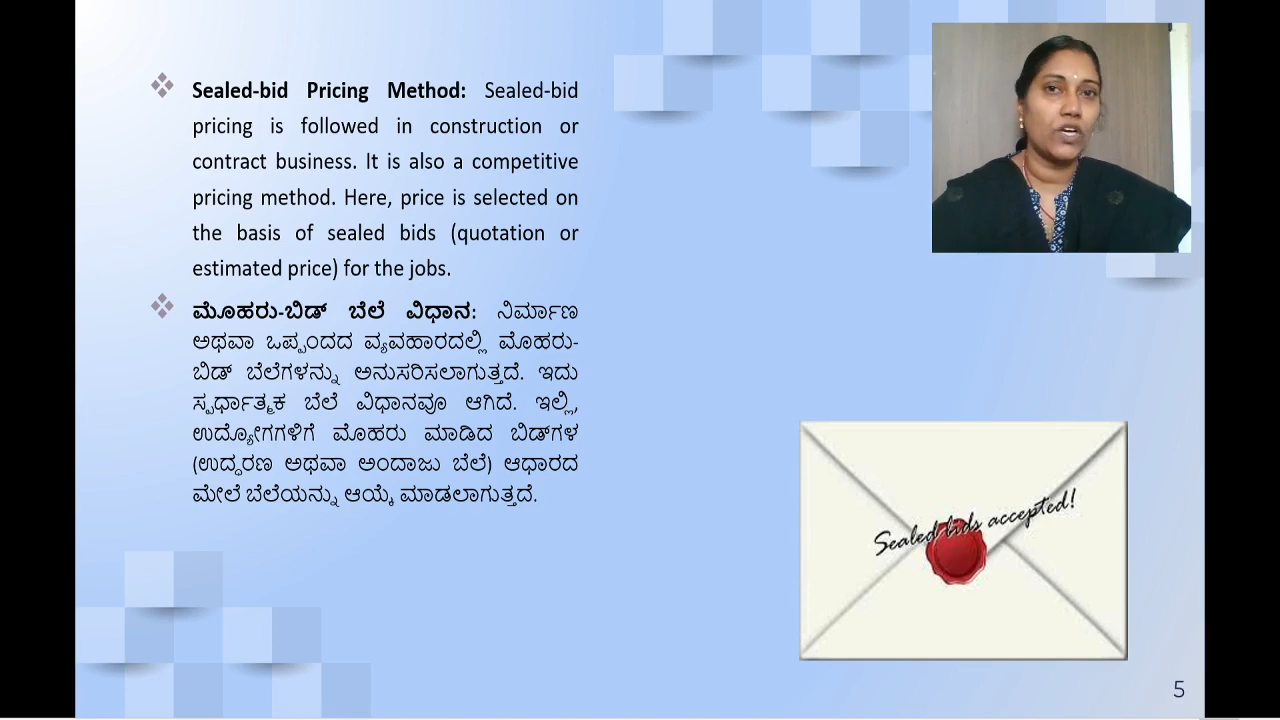 Sealed-bid Pricing Method: Sealed-bid
pricing is followed in construction or
contract business. It is also a competitive
pricing method. Here, price is selected on
the basis of sealed bids (quotation or
estimated price) for the jobs.
ಮೊಹರು-ಬಿಡ್ ಬೆಲೆ ವಿಧಾನ: ನಿರ್ಮಾಣ
ಅಥವಾ ಒಪ್ಪಂದದ ವ್ಯವಹಾರದಲ್ಲಿ ಮೊಹರು-
ಬಿಡ್ ಬೆಲೆಗಳನ್ನು ಅನುಸರಿಸಲಾಗುತ್ತದೆ. ಇದು
ಸ್ಪರ್ಧಾತ್ಮಕ ಬೆಲೆ ವಿಧಾನವೂ ಆಗಿದೆ. ಇಲ್ಲಿ,
ಉದ್ಯೋಗಗಳಿಗೆ ಮೊಹರು ಮಾಡಿದ ಬಿಡ್‌ಗಳ
(ಉದ್ಧರಣ ಅಥವಾ ಅಂದಾಜು ಬೆಲೆ) ಆಧಾರದ
ಮೇಲೆ ಬೆಲೆಯನ್ನು ಆಯ್ಕೆ ಮಾಡಲಾಗುತ್ತದೆ.
Sealed bids accepted!
5